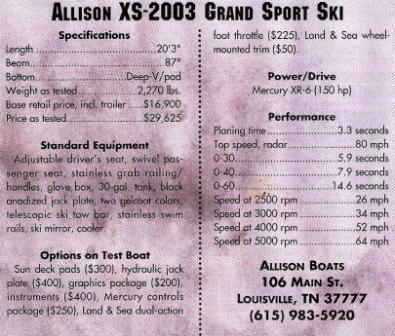 ALLISON XS-2003 GRAND SPORT SKI
Specifications
Length....................................20'3"
Beam........................................87"
Bottom.......................Deep-V/pod
Weight as tested.................2,270 lbs.
Base retail price, incl. trailer ....$16,900
Price as tested.......................$29,625
Standard Equipment
Adjustable driver's seat, swivel pas-
senger seat, stainless grab railing/
handles, glove box, 30-gal. tank, black
anodized jack plate, two gelcoat colors,
telescopic ski tow bar, stainless swim
rails, ski mirror, cooler.
Options on Test Boat
Sun deck pads ($300), hydraulic jack
plate ($400), graphics package ($200),
instruments ($400), Mercury controls
package ($250), Land & Sea dual-action
foot throttle ($225), Land & Sea wheel-
mounted trim ($50).
Power/Drive
Mercury XR-6 (150 hp)
Performance
Planing time.........................3.3 seconds
Top speed, radar.........................80 mph
0-30....................................5.9 seconds
0-40....................................7.9 seconds
0-60..................................14.6 seconds
Speed at 2500 rpm.....................26 mph
Speed at 3000 rpm.....................34 mph
Speed at 4000 rpm.....................52 mph
Speed at 5000 rpm.....................64 mph
ALLISON BOATS
106 MAIN ST.
LOUISVILLE, TN 37777
(615) 983-5920